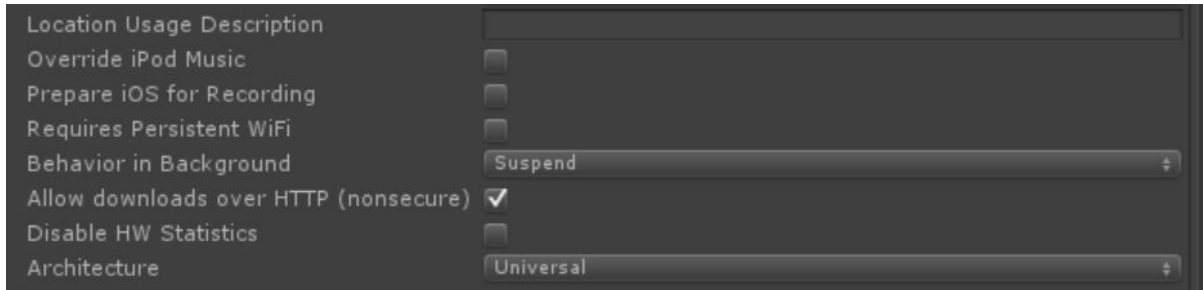 Location Usage Description
Override iPod Music
Prepare iOS for Recording
Requires Persistent WiFi
Behavior in Background Suspend
Allow downloads over HTTP (nonsecure)
Disable HW Statistics
Architecture Universal